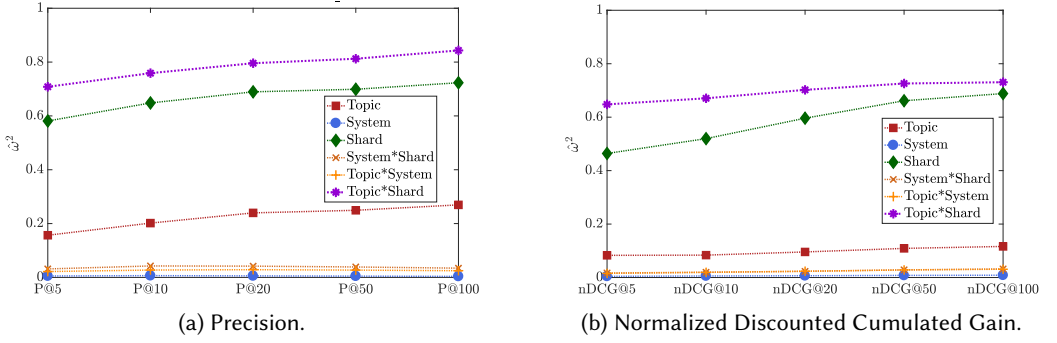 1
0.8
0.6
0.4
0.2
0
ω̂²
Topic
System
Shard
System*Shard
Topic*System
Topic*Shard
P@5 P@10 P@20 P@50 P@100
(a) Precision.
1
0.8
0.6
0.4
0.2
0
ω̂²
Topic
System
Shard
System*Shard
Topic*System
Topic*Shard
nDCG@5 nDCG@10 nDCG@20 nDCG@50 nDCG@100
(b) Normalized Discounted Cumulated Gain.